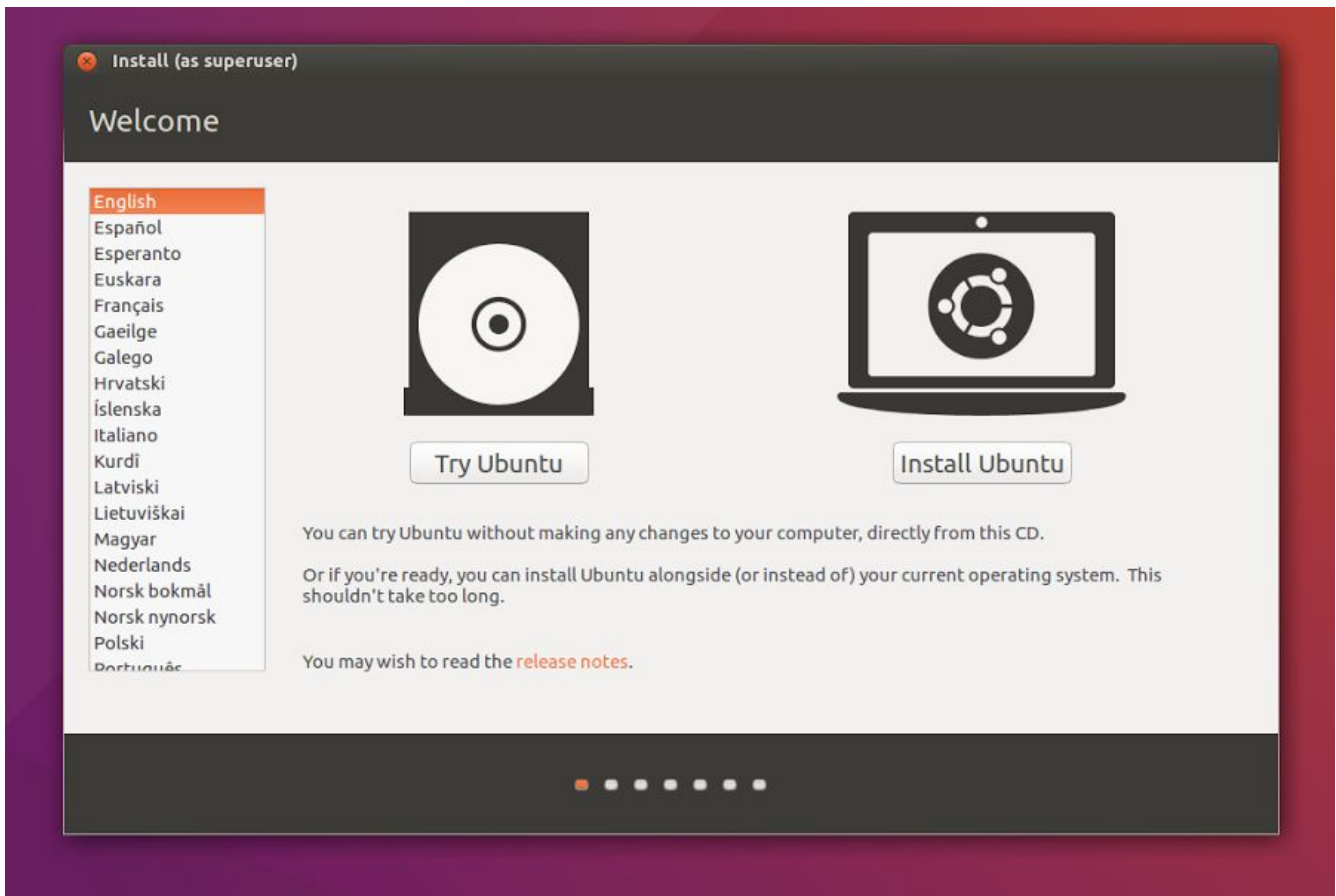 Install (as superuser)
Welcome
English
Español
Esperanto
Euskara
Français
Gaeilge
Galego
Hrvatski
Íslenska
Italiano
Kurdî
Latviski
Lietuviškai
Magyar
Nederlands
Norsk bokmål
Norsk nynorsk
Polski
Português
Try Ubuntu
Install Ubuntu
You can try Ubuntu without making any changes to your computer, directly from this CD.
Or if you're ready, you can install Ubuntu alongside (or instead of) your current operating system. This
shouldn't take too long.
You may wish to read the release notes.